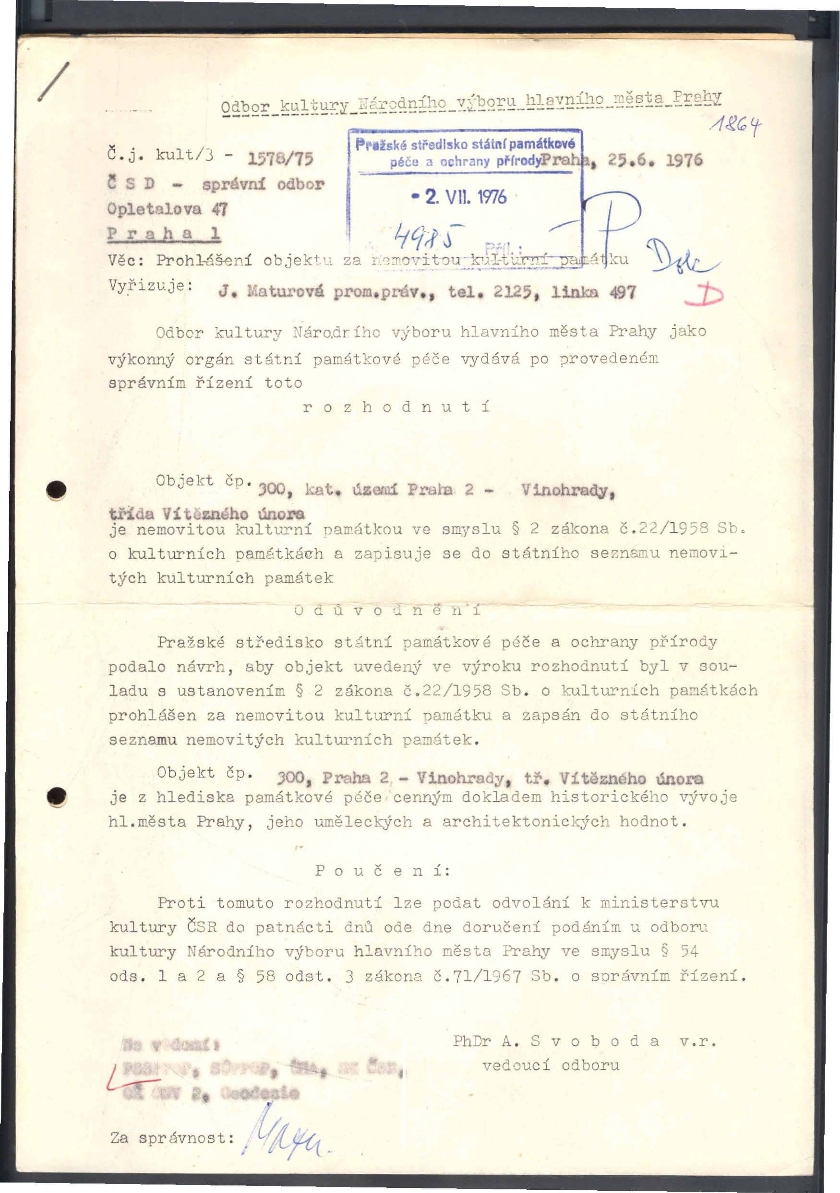 Odbor kultury Národního výboru hlavního města Prahy
1864
Č.j. kult/3 - 1578/75
Pražské středisko státní památkové
péče a ochrany přírody
Praha, 25.6. 1976
Č S D - správní odbor
- 2. VII. 1976
Opletalova 47
4985 Příl.:
P r a h a 1
Věc: Prohlášení objektu za nemovitou kulturní památku
Vyřizuje: J. Maturová prom.práv., tel. 2125, linka 497
D
Odbor kultury Národního výboru hlavního města Prahy jako
výkonný orgán státní památkové péče vydává po provedeném
správním řízení toto
r o z h o d n u t í
Objekt čp. 300, kat. území Praha 2 - Vinohrady,
třída Vítězného února
je nemovitou kulturní památkou ve smyslu § 2 zákona č.22/1958 Sb.
o kulturních památkách a zapisuje se do státního seznamu nemovi-
tých kulturních památek
O d ů v o d n ě n í
Pražské středisko státní památkové péče a ochrany přírody
podalo návrh, aby objekt uvedený ve výroku rozhodnutí byl v sou-
ladu s ustanovením § 2 zákona č.22/1958 Sb. o kulturních památkách
prohlášen za nemovitou kulturní památku a zapsán do státního
seznamu nemovitých kulturních památek.
Objekt čp. 300, Praha 2 - Vinohrady, tř. Vítězného února
je z hlediska památkové péče cenným dokladem historického vývoje
hl.města Prahy, jeho uměleckých a architektonických hodnot.
P o u č e n í:
Proti tomuto rozhodnutí lze podat odvolání k ministerstvu
kultury ČSR do patnácti dnů ode dne doručení podáním u odboru
kultury Národního výboru hlavního města Prahy ve smyslu § 54
ods. 1 a 2 a § 58 odst. 3 zákona č.71/1967 Sb. o správním řízení.
Na vědomí:
PhDr A. S v o b o d a v.r.
vedoucí odboru
2, Geodezie
Za správnost: